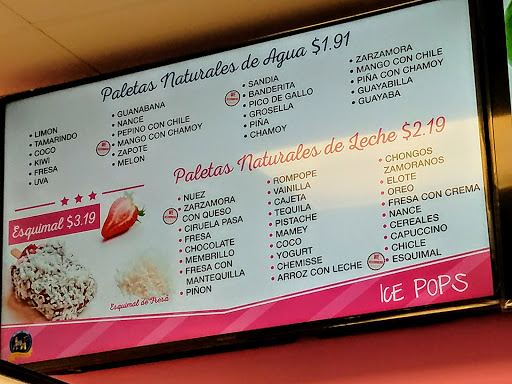 Paletas Naturales de Agua $1.91
• LIMON
• TAMARINDO
• COCO
• KIWI
• FRESA
• UVA
• GUANABANA
• NANCE
• PEPINO CON CHILE
• MANGO CON CHAMOY
• ZAPOTE
• MELON
• SANDIA
• BANDERITA
• PICO DE GALLO
• GROSELLA
• PIÑA
• CHAMOY
• ZARZAMORA
• MANGO CON CHILE
• PIÑA CON CHAMOY
• GUAYABILLA
• GUAYABA
Paletas Naturales de Leche $2.19
• NUEZ
• ZARZAMORA
CON QUESO
• CIRUELA PASA
• FRESA
• CHOCOLATE
• MEMBRILLO
• FRESA CON
MANTEQUILLA
• PIÑON
• ROMPOPE
• VAINILLA
• CAJETA
• TEQUILA
• PISTACHE
• MAMEY
• COCO
• YOGURT
• CHEMISSE
• ARROZ CON LECHE
• CHONGOS
ZAMORANOS
• ELOTE
• OREO
• FRESA CON CREMA
• NANCE
• CEREALES
• CAPUCCINO
• CHICLE
• ESQUIMAL
Esquimal $3.19
Esquimal de Fresa
ICE POPS